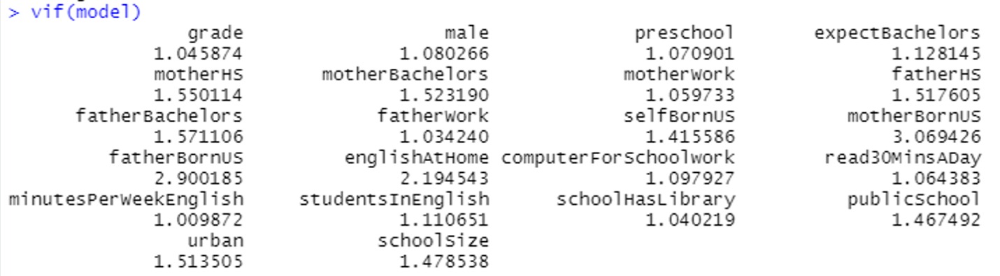 > vif(model)
grade male preschool expectBachelors
1.045874 1.080266 1.070901 1.128145
motherHS motherBachelors motherWork fatherHS
1.550114 1.523190 1.059733 1.517605
fatherBachelors fatherWork selfBornUS motherBornUS
1.571106 1.034240 1.415586 3.069426
fatherBornUS englishAtHome computerForSchoolwork read30MinsADay
2.900185 2.194543 1.097927 1.064383
minutesPerWeekEnglish studentsInEnglish schoolHasLibrary publicSchool
1.009872 1.110651 1.040219 1.467492
urban schoolSize
1.513505 1.478538